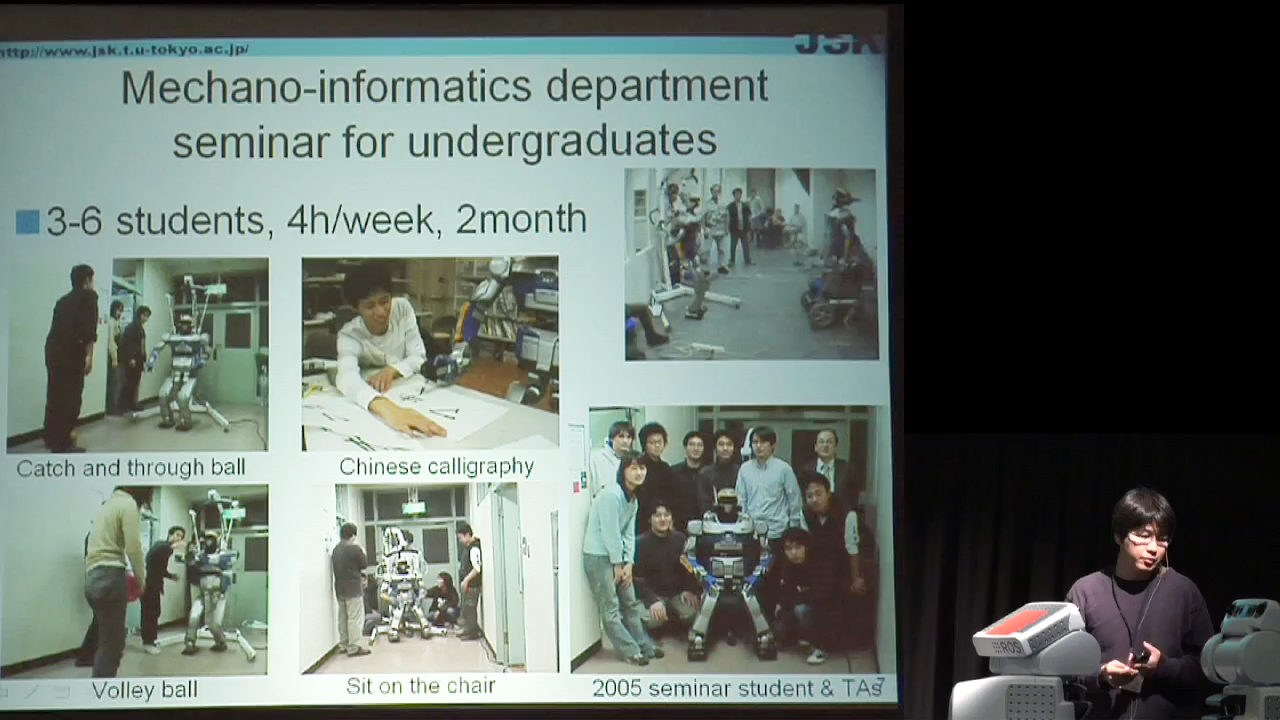 http://www.jsk.t.u-tokyo.ac.jp/
JSK
Mechano-informatics department
seminar for undergraduates
3-6 students, 4h/week, 2month
Catch and through ball
Chinese calligraphy
Volley ball
Sit on the chair
2005 seminar student & TAs
7
ROS